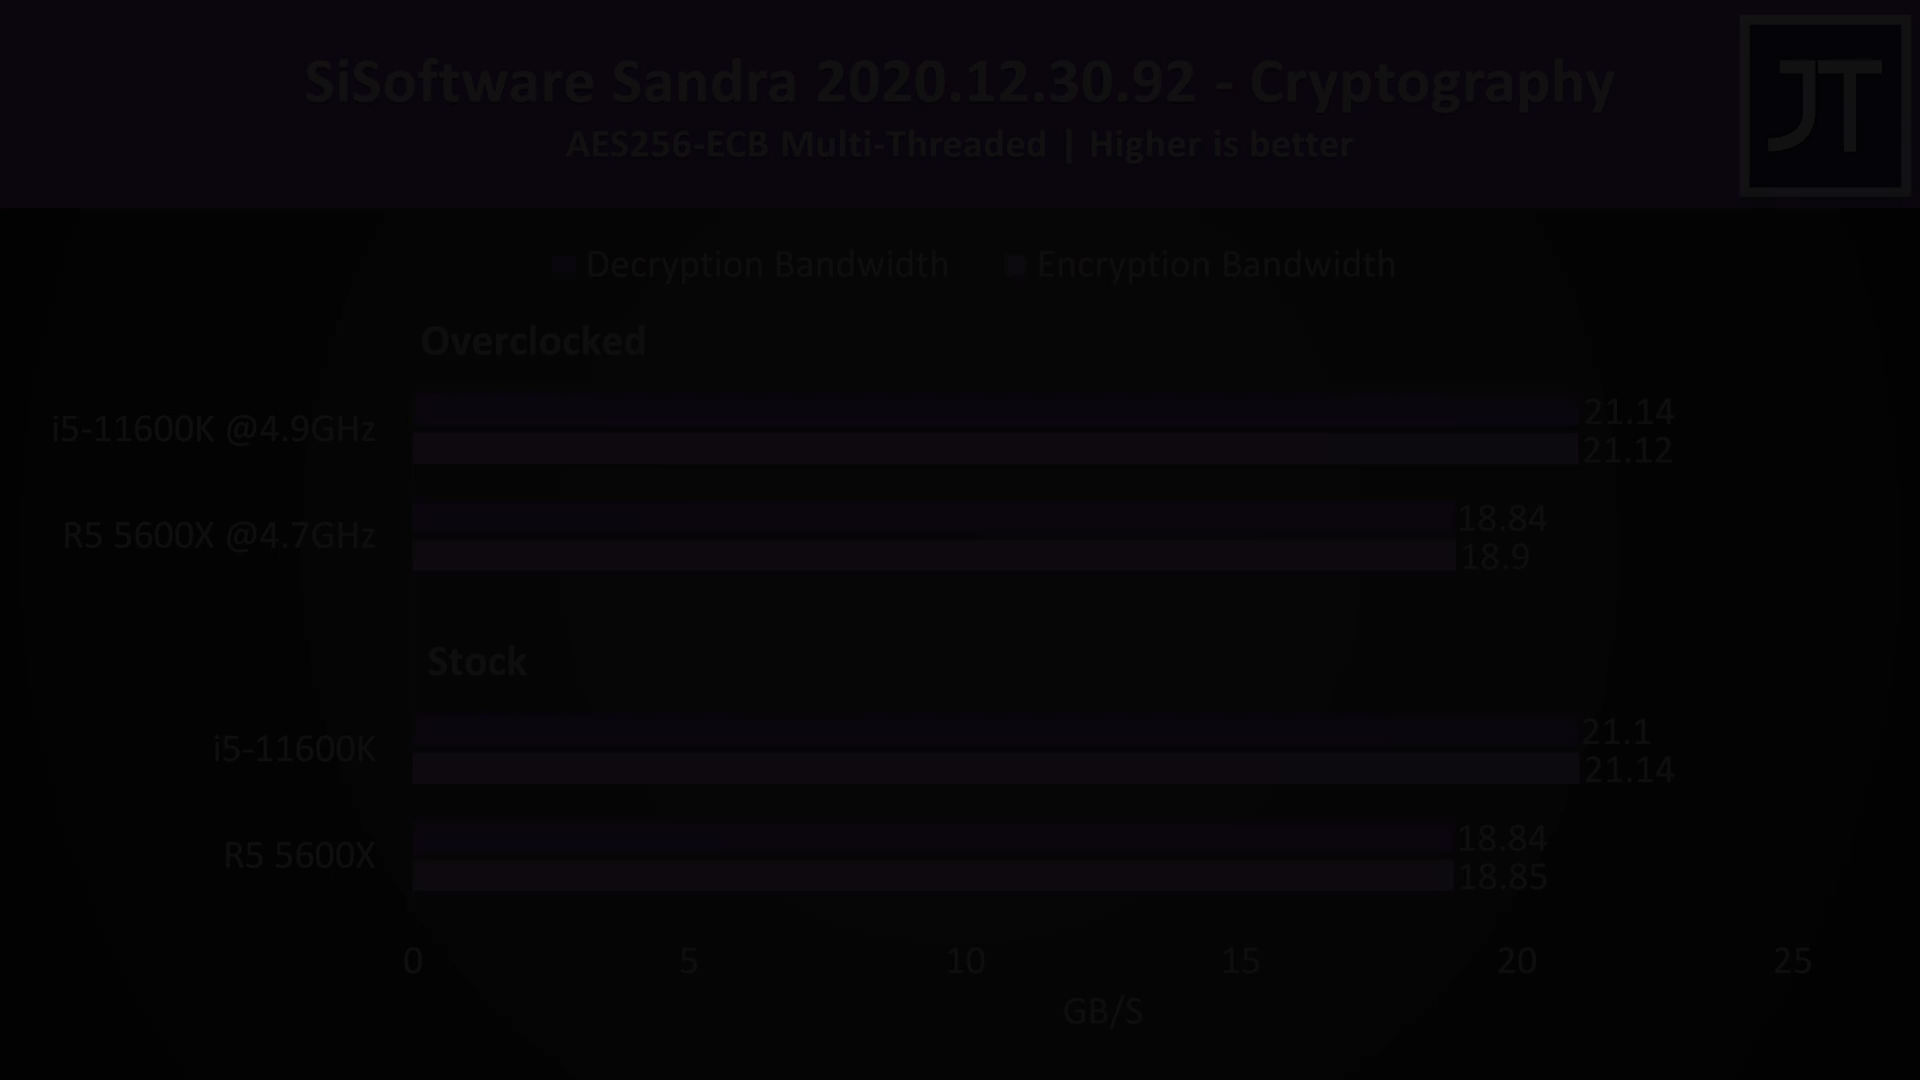 SiSoftware Sandra 2020.12.30.92 - Cryptography
AES256-ECB Multi-Threaded | Higher is better
JT
Decryption Bandwidth Encryption Bandwidth
Overclocked
i5-11600K @4.9GHz
21.14
21.12
R5 5600X @4.7GHz
18.84
18.9
Stock
i5-11600K
21.1
21.14
R5 5600X
18.84
18.85
0 5 10 15 20 25
GB/S